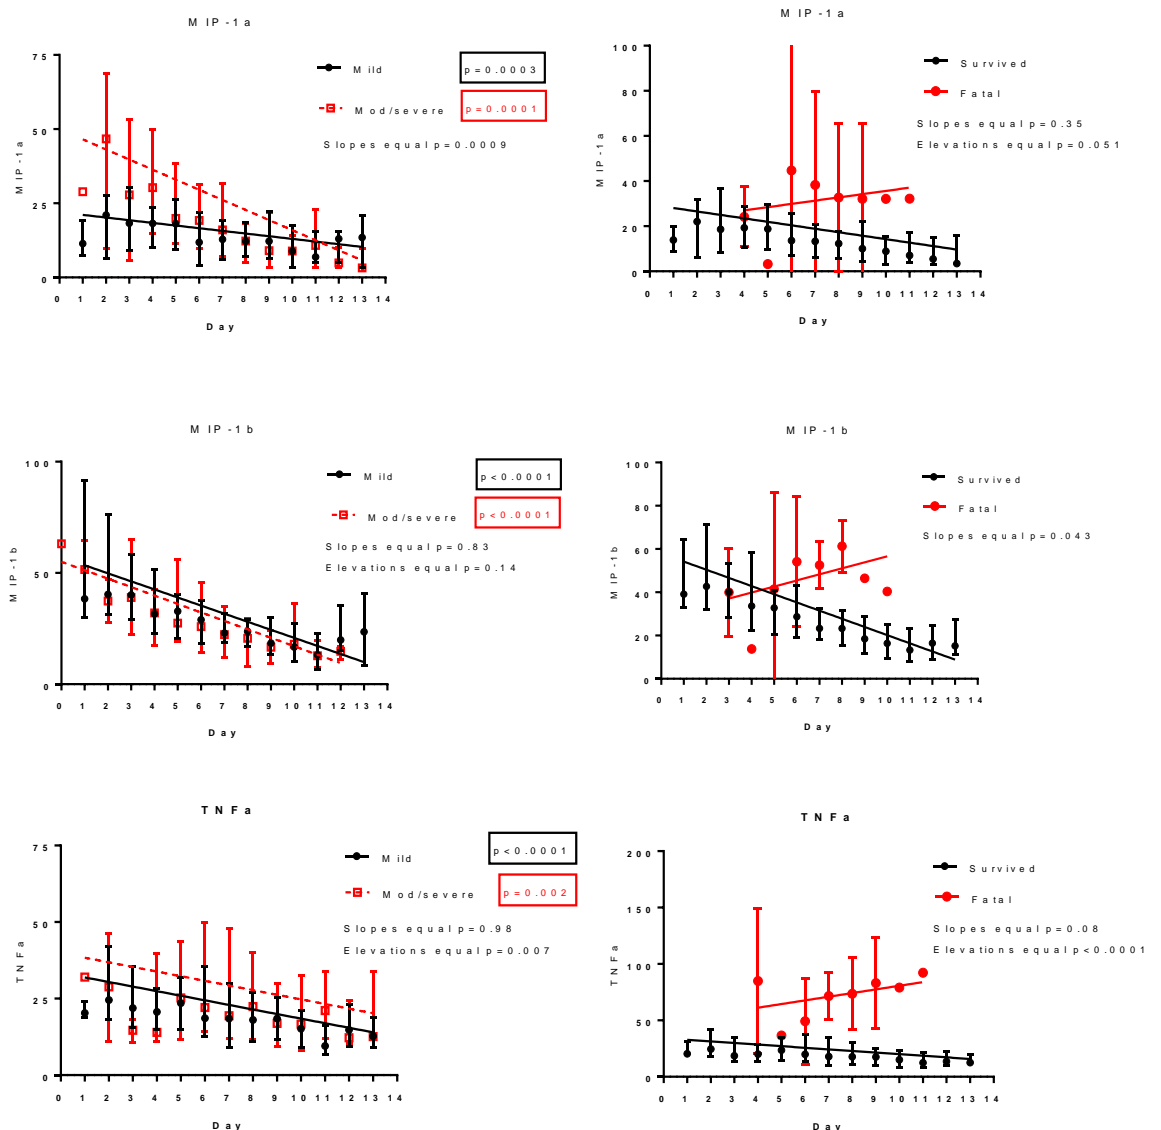 MIP-1a
75
50
25
0
MIP-1a
0 1 2 3 4 5 6 7 8 9 10 11 12 13 14
Day
Mild
p=0.0003
Mod/severe
p=0.0001
Slopes equal p=0.0009
MIP-1a
100
80
60
40
20
0
MIP-1a
0 1 2 3 4 5 6 7 8 9 10 11 12 13 14
Day
Survived
Fatal
Slopes equal p=0.35
Elevations equal p=0.051
MIP-1b
100
50
0
MIP-1b
0 1 2 3 4 5 6 7 8 9 10 11 12 13 14
Day
Mild
p<0.0001
Mod/severe
p<0.0001
Slopes equal p=0.83
Elevations equal p=0.14
MIP-1b
100
80
60
40
20
0
MIP-1b
0 1 2 3 4 5 6 7 8 9 10 11 12 13 14
Day
Survived
Fatal
Slopes equal p=0.043
TNFa
75
50
25
0
TNFa
0 1 2 3 4 5 6 7 8 9 10 11 12 13 14
Day
Mild
p<0.0001
Mod/severe
p=0.002
Slopes equal p=0.98
Elevations equal p=0.007
TNFa
200
150
100
50
0
TNFa
0 1 2 3 4 5 6 7 8 9 10 11 12 13 14
Day
Survived
Fatal
Slopes equal p=0.08
Elevations equal p<0.0001